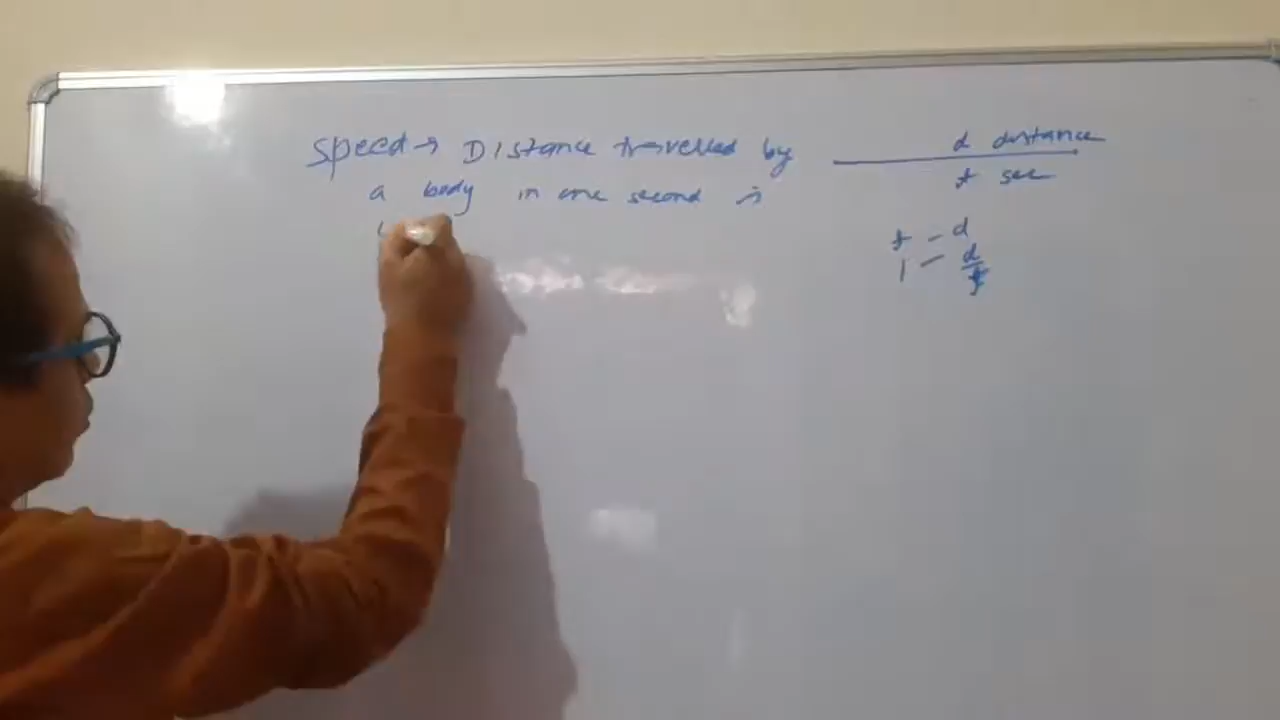 speed → Distance travelled by
a body in one second is
d distance
t sec
t - d
1 - d/t